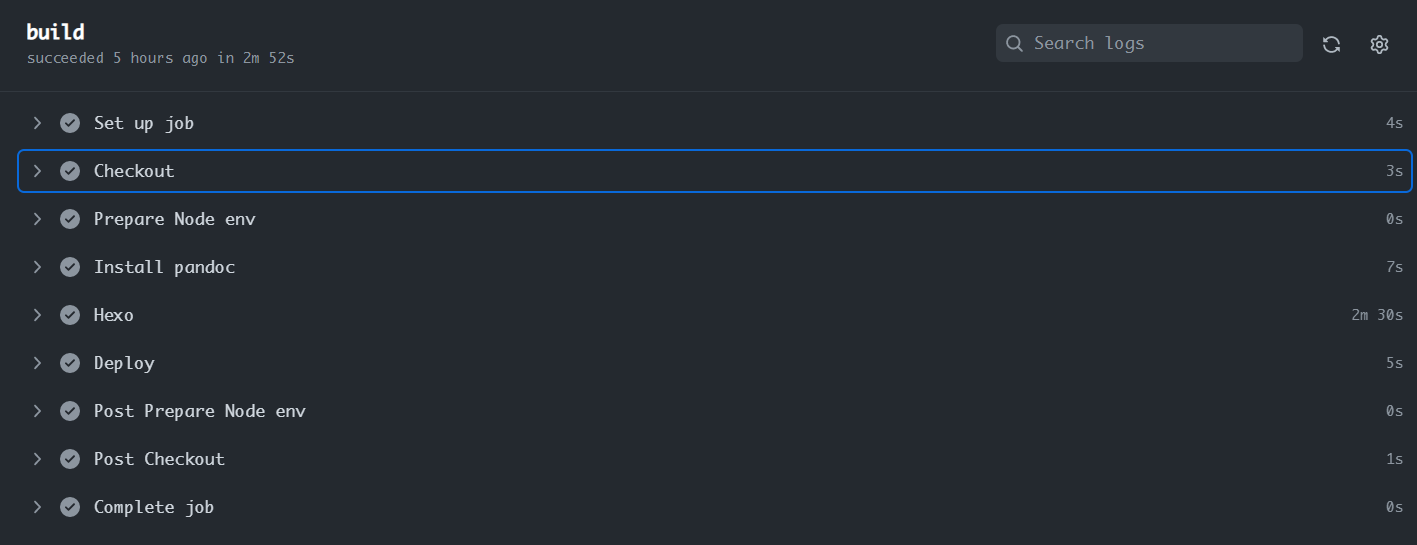 build
succeeded 5 hours ago in 2m 52s
Search logs
Set up job 4s
Checkout 3s
Prepare Node env 0s
Install pandoc 7s
Hexo 2m 30s
Deploy 5s
Post Prepare Node env 0s
Post Checkout 1s
Complete job 0s